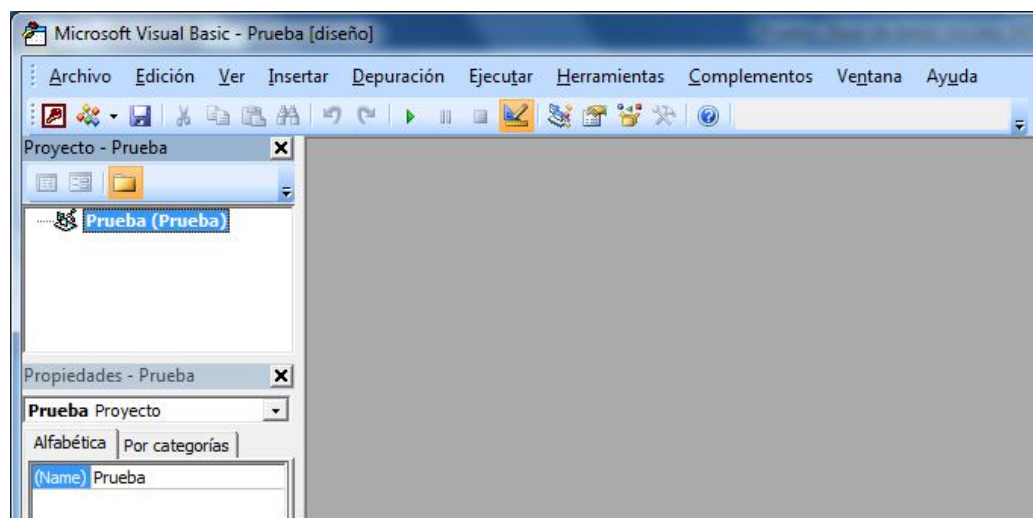 Microsoft Visual Basic - Prueba [diseño]
Archivo Edición Ver Insertar Depuración Ejecutar Herramientas Complementos Ventana Ayuda
Proyecto - Prueba
Prueba (Prueba)
Propiedades - Prueba
Prueba Proyecto
Alfabética Por categorías
(Name) Prueba